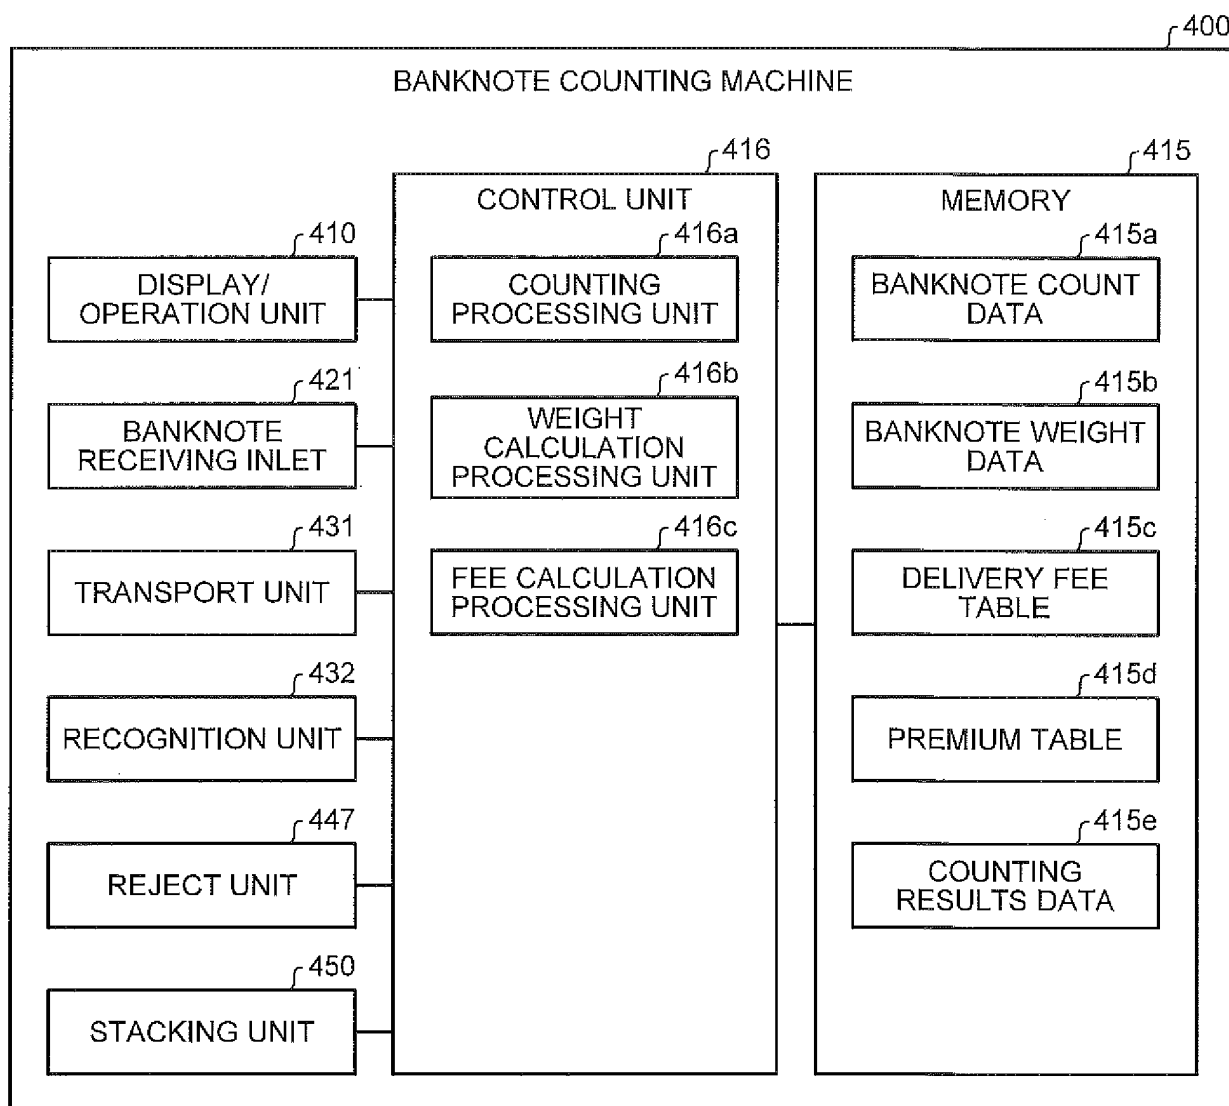 400
BANKNOTE COUNTING MACHINE
416
CONTROL UNIT
415
MEMORY
410
DISPLAY/
OPERATION UNIT
416a
COUNTING
PROCESSING UNIT
415a
BANKNOTE COUNT
DATA
421
BANKNOTE
RECEIVING INLET
416b
WEIGHT
CALCULATION
PROCESSING UNIT
415b
BANKNOTE WEIGHT
DATA
431
TRANSPORT UNIT
416c
FEE CALCULATION
PROCESSING UNIT
415c
DELIVERY FEE
TABLE
432
RECOGNITION UNIT
415d
PREMIUM TABLE
447
REJECT UNIT
415e
COUNTING
RESULTS DATA
450
STACKING UNIT